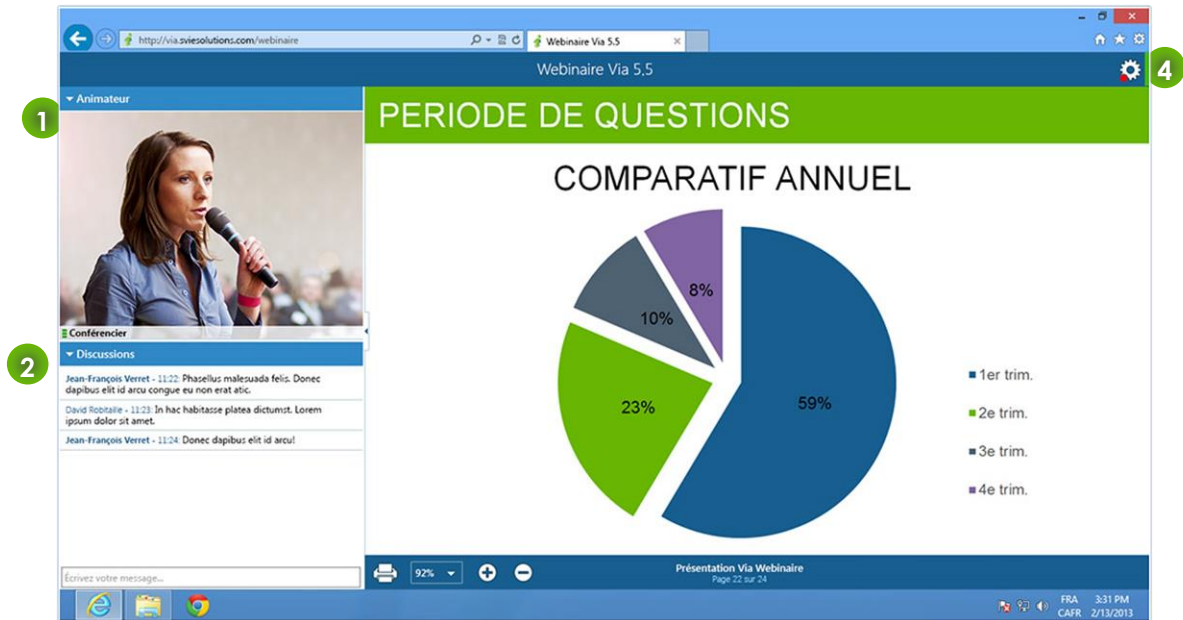 http://via.sviesolutions.com/webinaire
Webinaire Via 5.5
Webinaire Via 5.5
4
1
Animateur
Conférencier
2
Discussions
Jean-François Verret - 11:22: Phasellus malesuada felis. Donec
dapibus elit id arcu congue eu non erat atic.
David Robitaille - 11:23: In hac habitasse platea dictumst. Lorem
ipsum dolor sit amet.
Jean-François Verret - 11:24: Donec dapibus elit id arcu!
Écrivez votre message...
PERIODE DE QUESTIONS
COMPARATIF ANNUEL
8%
10%
23%
59%
1er trim.
2e trim.
3e trim.
4e trim.
92%
Présentation Via Webinaire
Page 22 sur 24
FRA
CAFR
3:31 PM
2/13/2013